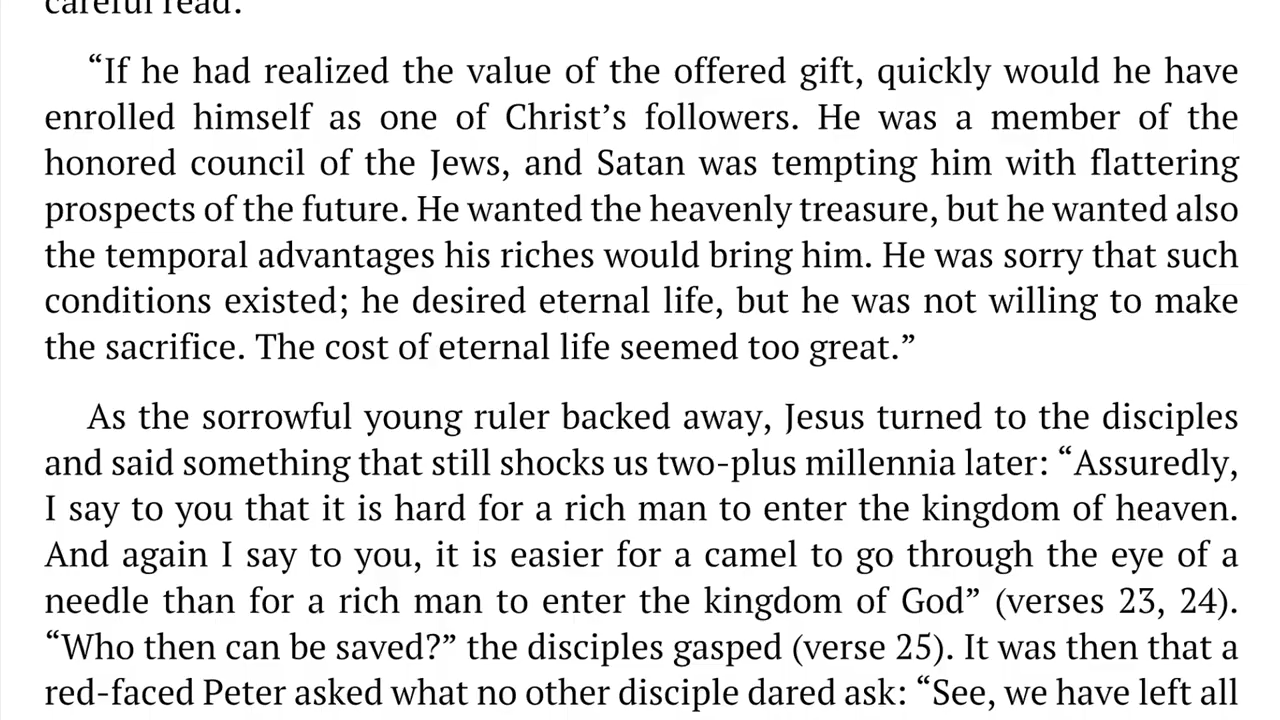 careful read.
“If he had realized the value of the offered gift, quickly would he have
enrolled himself as one of Christ’s followers. He was a member of the
honored council of the Jews, and Satan was tempting him with flattering
prospects of the future. He wanted the heavenly treasure, but he wanted also
the temporal advantages his riches would bring him. He was sorry that such
conditions existed; he desired eternal life, but he was not willing to make
the sacrifice. The cost of eternal life seemed too great.”
As the sorrowful young ruler backed away, Jesus turned to the disciples
and said something that still shocks us two-plus millennia later: “Assuredly,
I say to you that it is hard for a rich man to enter the kingdom of heaven.
And again I say to you, it is easier for a camel to go through the eye of a
needle than for a rich man to enter the kingdom of God” (verses 23, 24).
“Who then can be saved?” the disciples gasped (verse 25). It was then that a
red-faced Peter asked what no other disciple dared ask: “See, we have left all